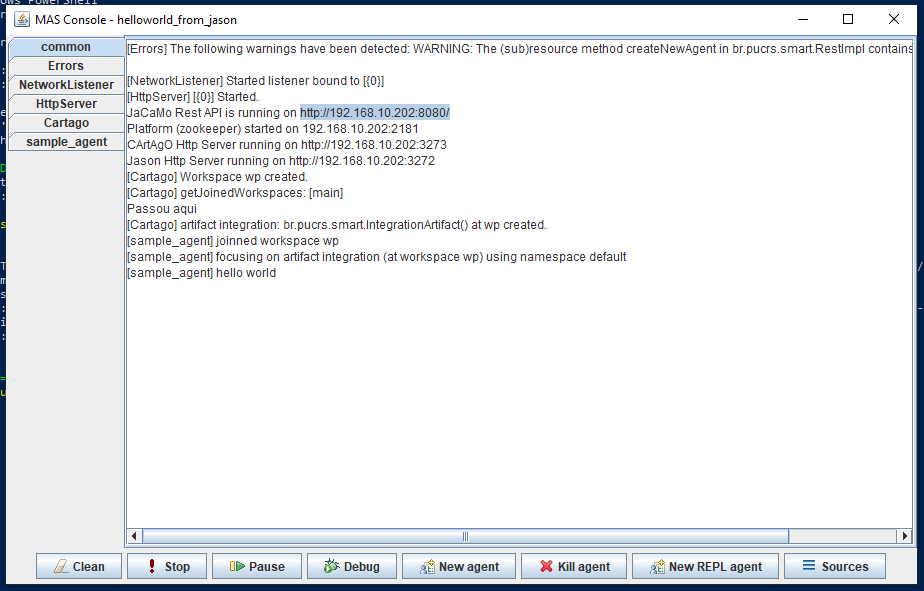 MAS Console - helloworld_from_jason
common
Errors
NetworkListener
HttpServer
Cartago
sample_agent
[Errors] The following warnings have been detected: WARNING: The (sub)resource method createNewAgent in br.pucrs.smart.RestImpl contains
[NetworkListener] Started listener bound to [{0}]
[HttpServer] [{0}] Started.
JaCaMo Rest API is running on http://192.168.10.202:8080/
Platform (zookeeper) started on 192.168.10.202:2181
CArtAgO Http Server running on http://192.168.10.202:3273
Jason Http Server running on http://192.168.10.202:3272
[Cartago] Workspace wp created.
[Cartago] getJoinedWorkspaces: [main]
Passou aqui
[Cartago] artifact integration: br.pucrs.smart.IntegrationArtifact() at wp created.
[sample_agent] joinned workspace wp
[sample_agent] focusing on artifact integration (at workspace wp) using namespace default
[sample_agent] hello world
Clean
Stop
Pause
Debug
New agent
Kill agent
New REPL agent
Sources